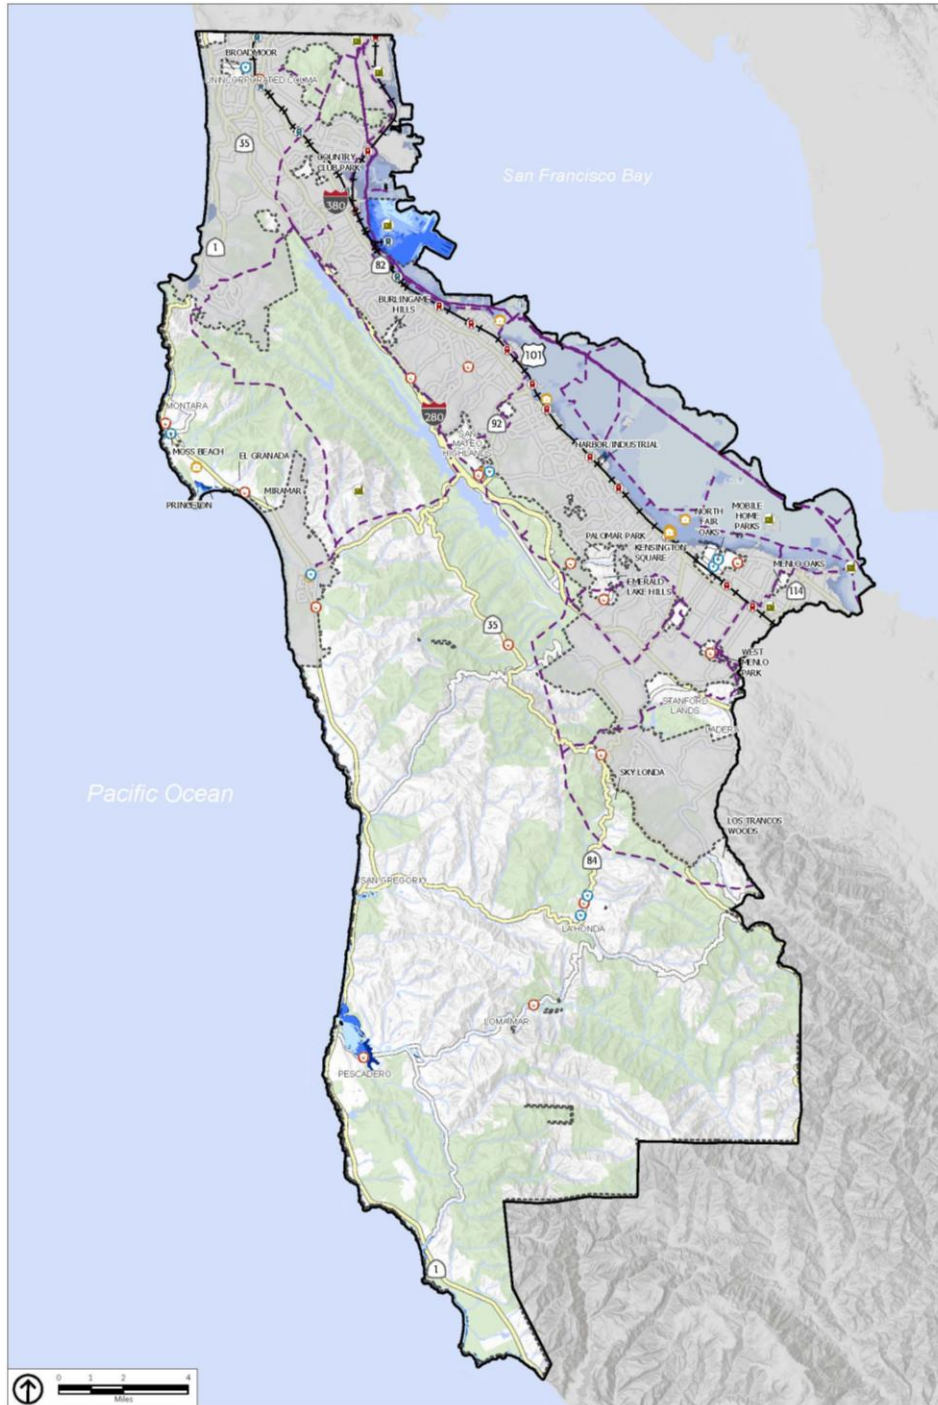 BROADMOOR
UNINCORPORATED COLMA
35
COUNTRY
CLUB PARK
San Francisco Bay
380
1
82
BURLINGAME
HILLS
101
280
92
MONTARA
SAN
MATEO
HIGHLANDS
MOSS BEACH
EL GRANADA
HARBOR/INDUSTRIAL
MIRAMAR
PRINCETON
NORTH
FAIR
OAKS
MOBILE
HOME
PARKS
PALOMAR PARK
KENSINGTON
SQUARE
MENLO OAKS
EMERALD
LAKE HILLS
114
35
WEST
MENLO
PARK
STANFORD
LANDS
LADERA
SKY LONDA
Pacific Ocean
LOS TRANCOS
WOODS
84
SAN GREGORIO
LA HONDA
LOMA MAR
PESCADERO
1
0 1 2 4
Miles